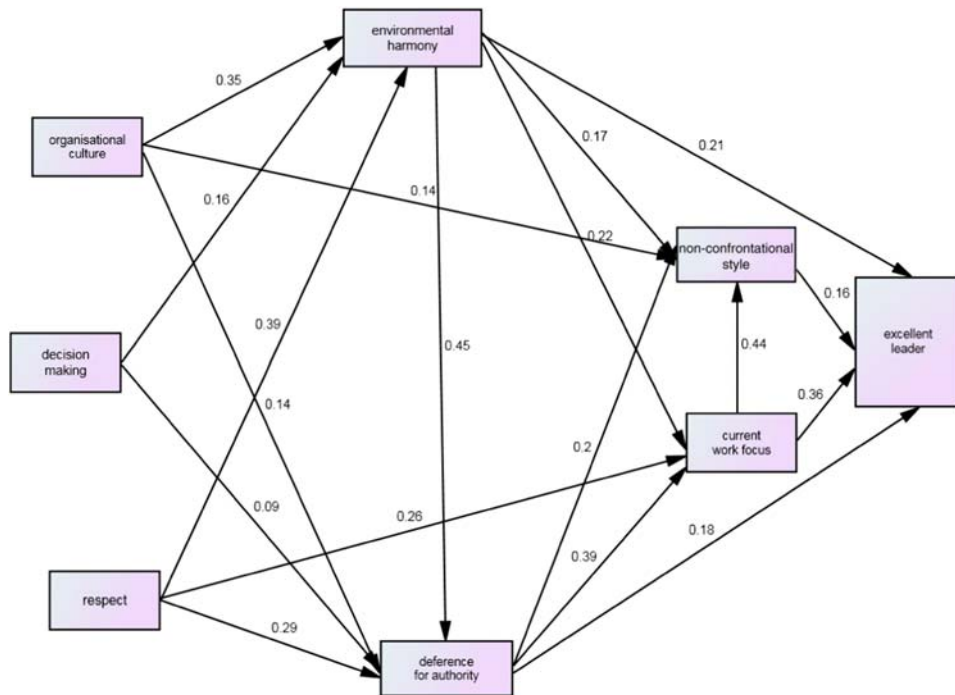 environmental
harmony
0.35
organisational
culture
0.17
0.21
0.16
0.14
0.22
non-confrontational
style
0.16
excellent
leader
0.39
0.45
0.44
decision
making
0.14
0.36
current
work focus
0.2
0.09
0.26
0.18
0.39
respect
0.29
deference
for authority